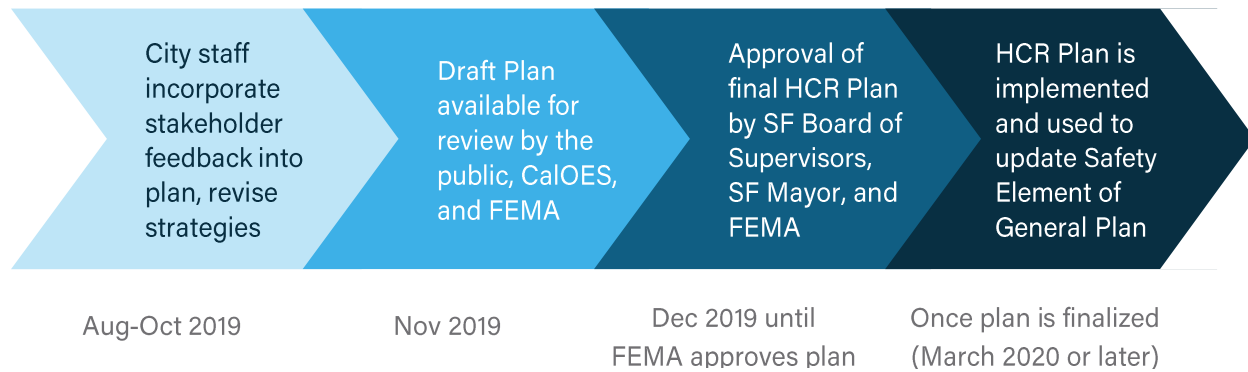 City staff
incorporate
stakeholder
feedback into
plan, revise
strategies
Draft Plan
available for
review by the
public, CalOES,
and FEMA
Approval of
final HCR Plan
by SF Board of
Supervisors,
SF Mayor, and
FEMA
HCR Plan is
implemented
and used to
update Safety
Element of
General Plan
Aug-Oct 2019
Nov 2019
Dec 2019 until
FEMA approves plan
Once plan is finalized
(March 2020 or later)